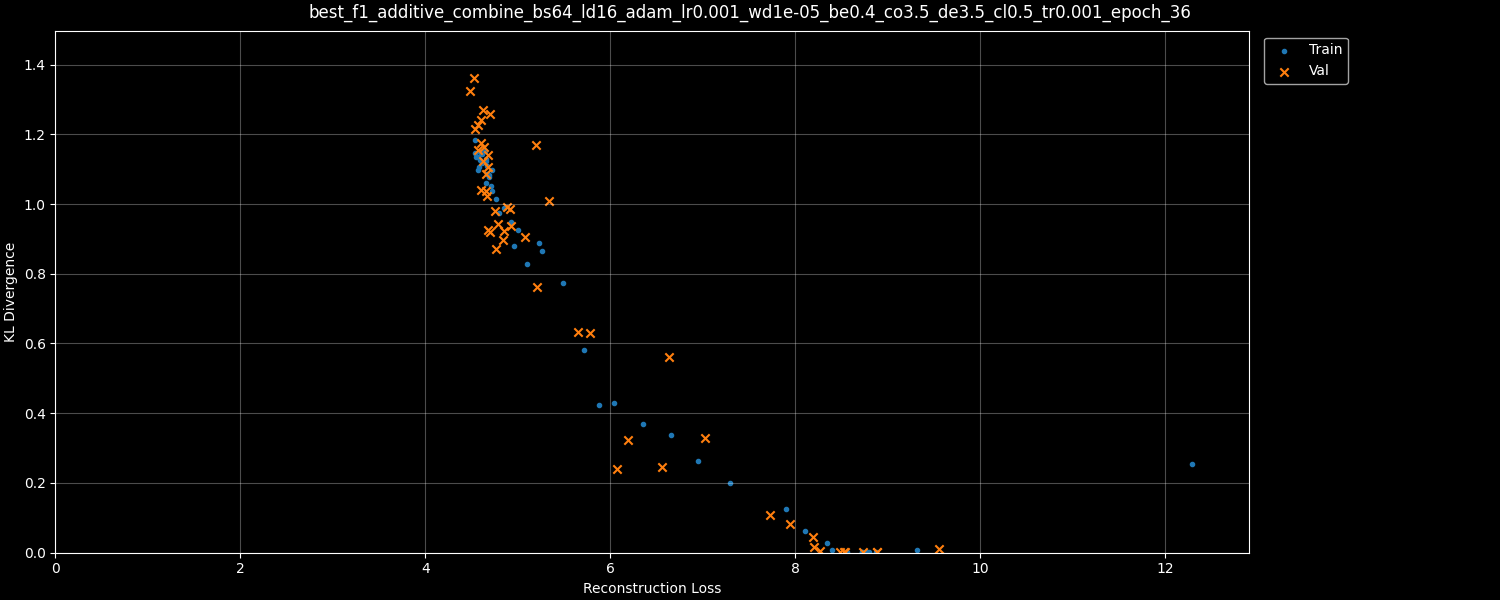 best_f1_additive_combine_bs64_ld16_adam_lr0.001_wd1e-05_be0.4_co3.5_de3.5_cl0.5_tr0.001_epoch_36
Train
Val
KL Divergence
1.4
1.2
1.0
0.8
0.6
0.4
0.2
0.0
0 2 4 6 8 10 12
Reconstruction Loss